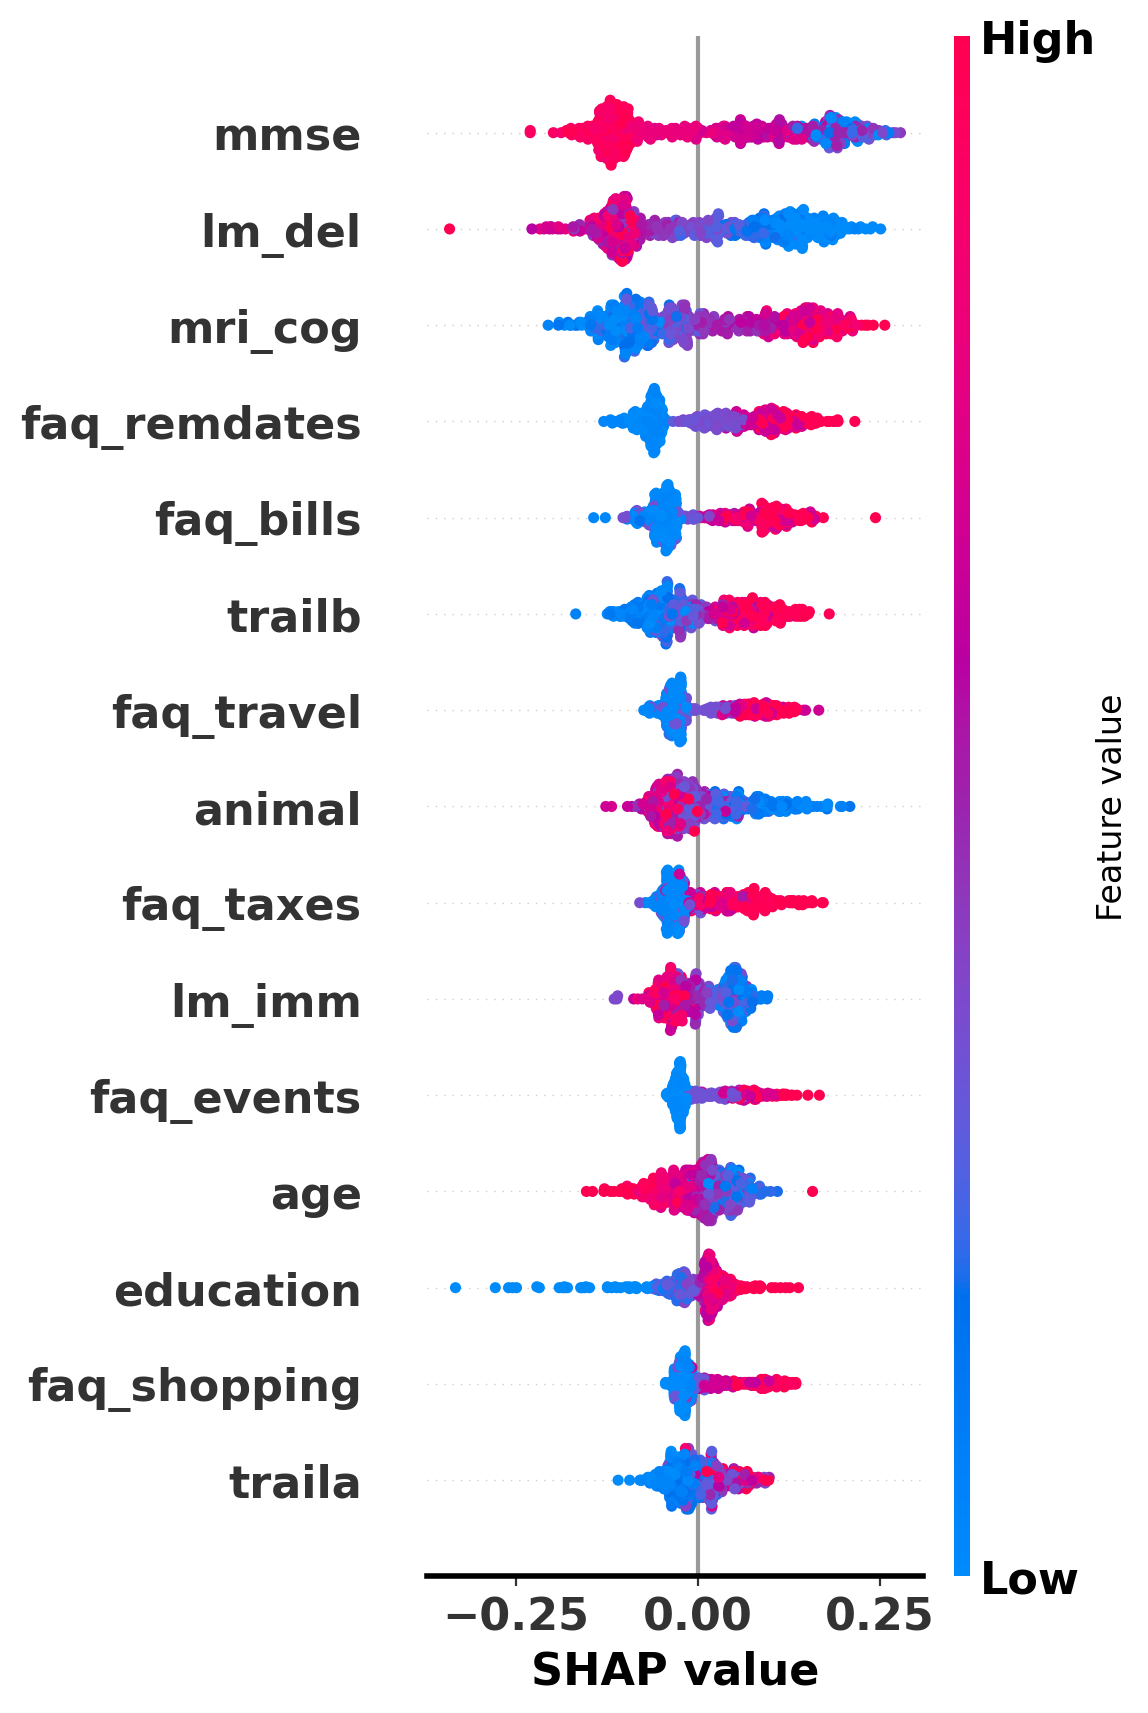 High
mmse
lm_del
mri_cog
faq_remdates
faq_bills
trailb
faq_travel
animal
faq_taxes
lm_imm
faq_events
age
education
faq_shopping
traila
Feature value
Low
−0.25 0.00 0.25
SHAP value